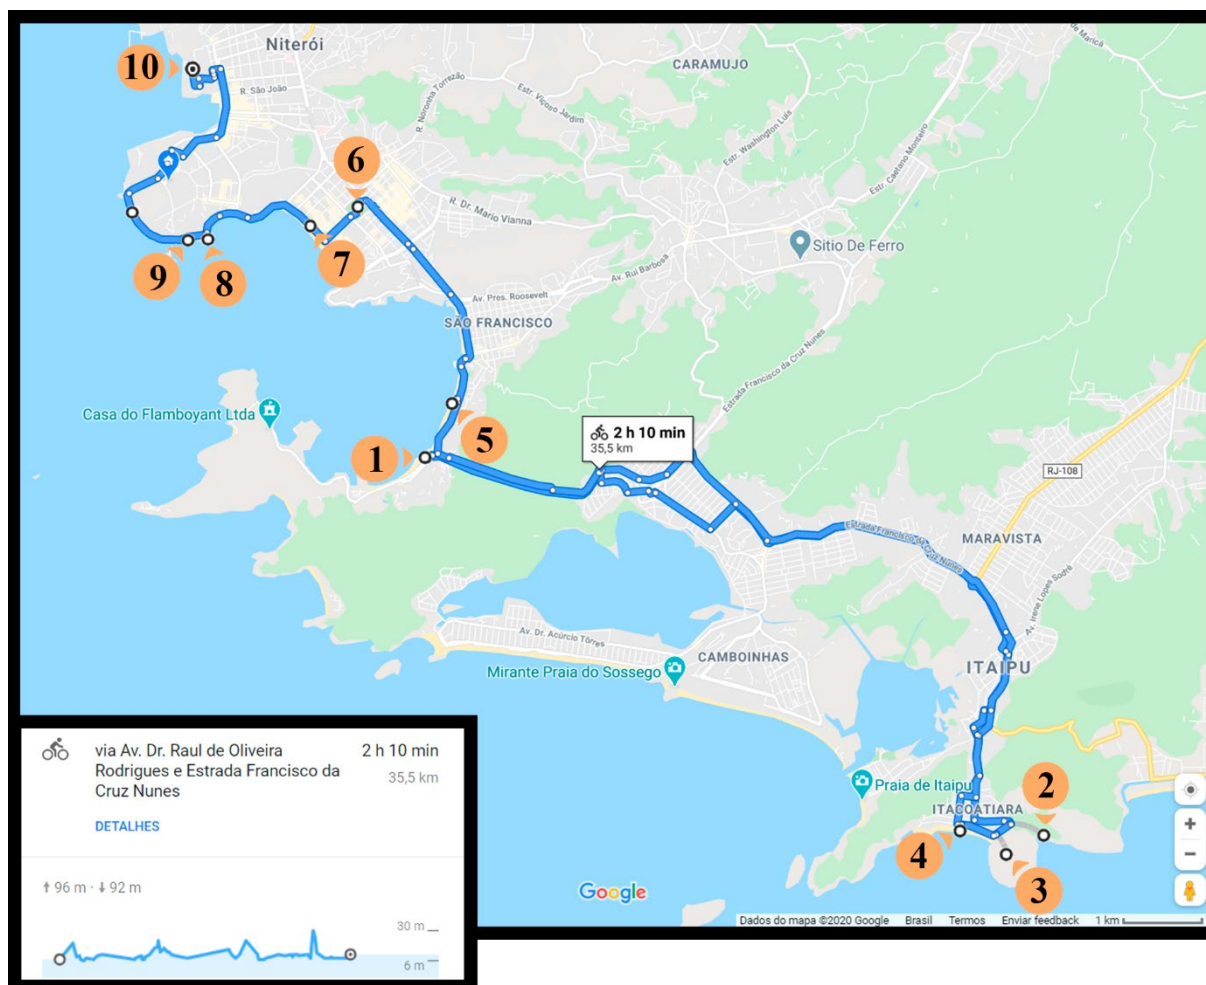 10
Niterói
CARAMUJO
R. São João
R. Noronha Torrezão
Estr. Viçoso Jardim
Estr. Washington Luís
Estr. Caetano Monteiro
de Maricá
6
R. Dr. Mario Vianna
Sitio De Ferro
9
8
7
Av. Rui Barbosa
Av. Pres. Roosevelt
SÃO FRANCISCO
Estrada Francisco da Cruz Nunes
Casa do Flamboyant Ltda
5
1
2 h 10 min
35,5 km
RJ-108
Estrada Francisco da Cruz Nunes
MARAVISTA
Av. Irene Lopes Sodré
Av. Dr. Acúrcio Tôrres
CAMBOINHAS
ITAIPU
Mirante Praia do Sossego
Praia de Itaipu
2
ITACOATIARA
4
3
Google
Dados do mapa ©2020 Google Brasil Termos Enviar feedback 1 km
via Av. Dr. Raul de Oliveira
Rodrigues e Estrada Francisco da
Cruz Nunes
2 h 10 min
35,5 km
DETALHES
↑ 96 m · ↓ 92 m
30 m
6 m